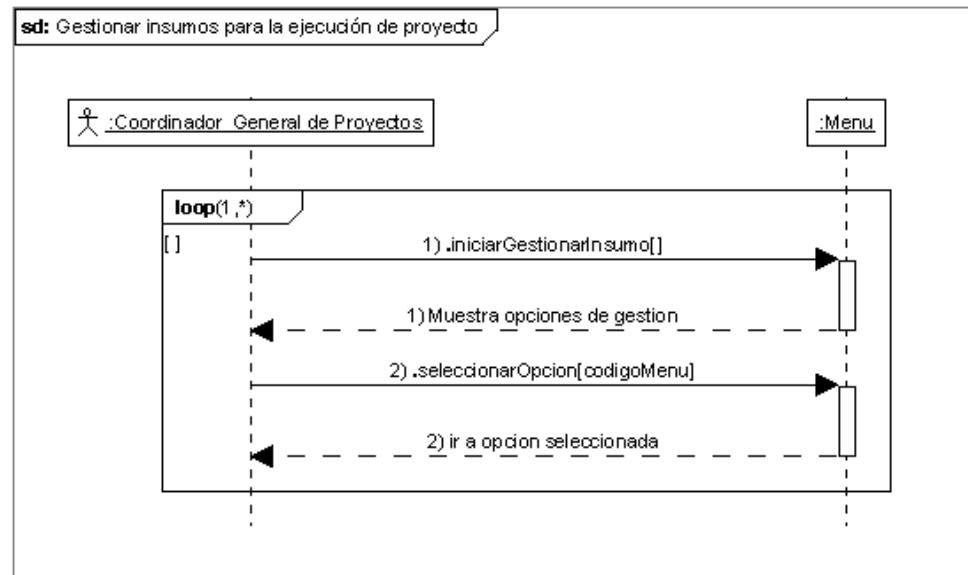 sd: Gestionar insumos para la ejecución de proyecto
:Coordinador General de Proyectos
:Menu
loop(1,*)
[ ]
1) .iniciarGestionarInsumo[]
1) Muestra opciones de gestion
2) .seleccionarOpcion[codigoMenu]
2) ir a opcion seleccionada